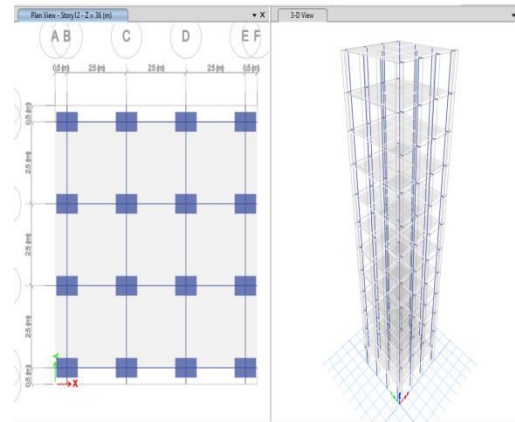 Plan View - Story12 - Z = 36 (m)
3-D View
A B C D E F
0.5 (m) 2.5 (m) 2.5 (m) 2.5 (m) 0.5 (m)
0.5 (m)
2.5 (m)
2.5 (m)
2.5 (m)
0.5 (m)
X